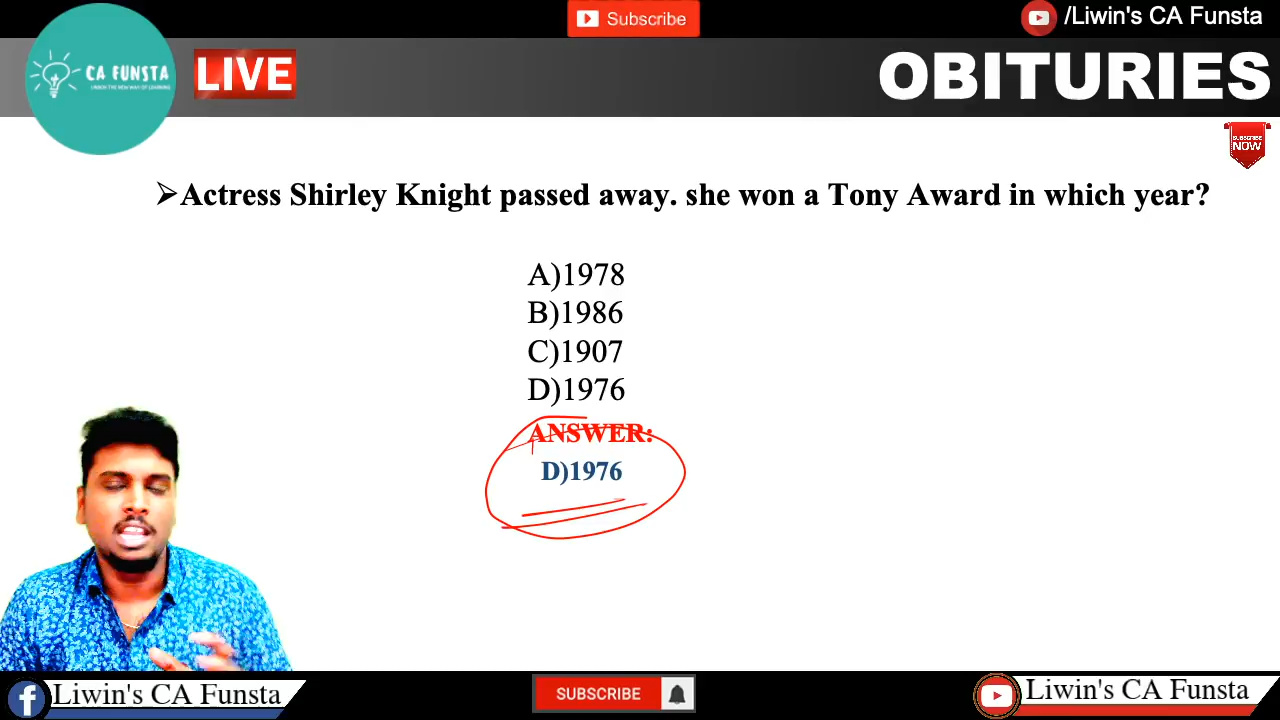 Subscribe
/Liwin's CA Funsta
CA FUNSTA
LIVE
OBITURIES
SUBSCRIBE
NOW
➢Actress Shirley Knight passed away. she won a Tony Award in which year?
A)1978
B)1986
C)1907
D)1976
ANSWER:
D)1976
Liwin's CA Funsta
SUBSCRIBE
Liwin's CA Funsta